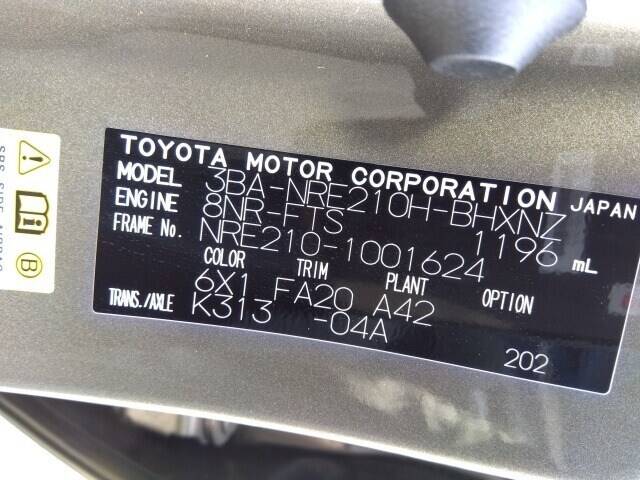 TOYOTA MOTOR CORPORATION JAPAN
MODEL 3BA-NRE210H-BHXNZ
ENGINE 8NR-FTS 1196 mL
FRAME No. NRE210-1001624
COLOR TRIM PLANT OPTION
6X1 FA20 A42
TRANS./AXLE K313 -04A
202
B